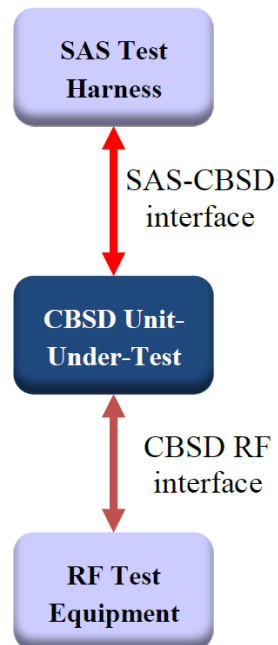 SAS Test
Harness
SAS-CBSD
interface
CBSD Unit-
Under-Test
CBSD RF
interface
RF Test
Equipment